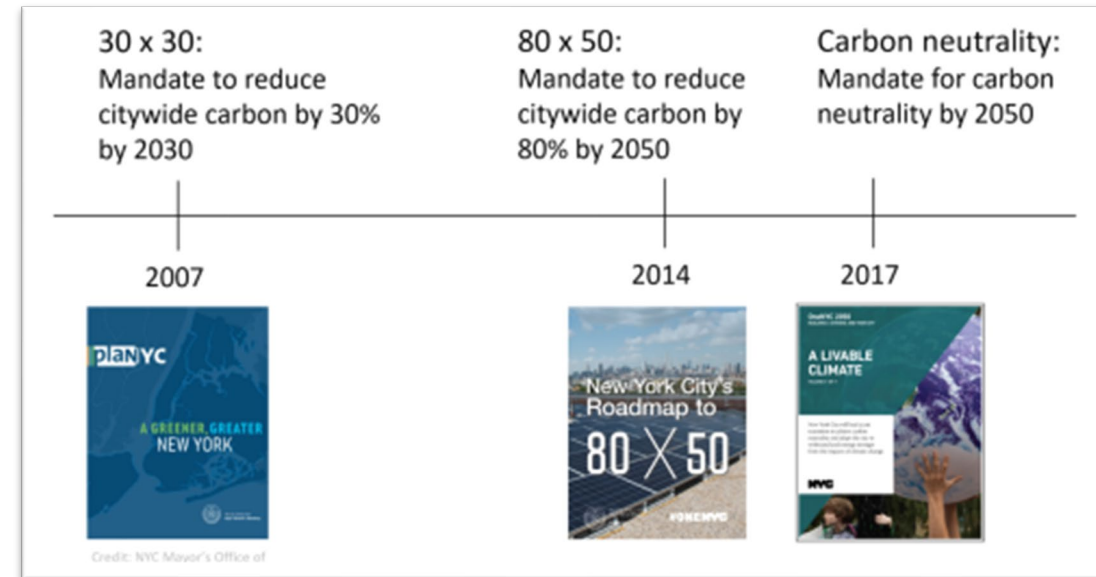 30 x 30:
Mandate to reduce
citywide carbon by 30%
by 2030
80 x 50:
Mandate to reduce
citywide carbon by
80% by 2050
Carbon neutrality:
Mandate for carbon
neutrality by 2050
2007
2014
2017
planYC
A GREENER, GREATER
NEW YORK
New York City's
Roadmap to
80 X 50
#ONENYC
OneNYC 2050
A LIVABLE
CLIMATE
NYC
Credit: NYC Mayor's Office of